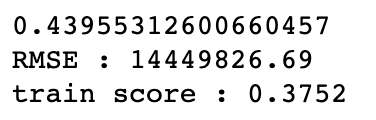 0.43955312600660457
RMSE : 14449826.69
train score : 0.3752